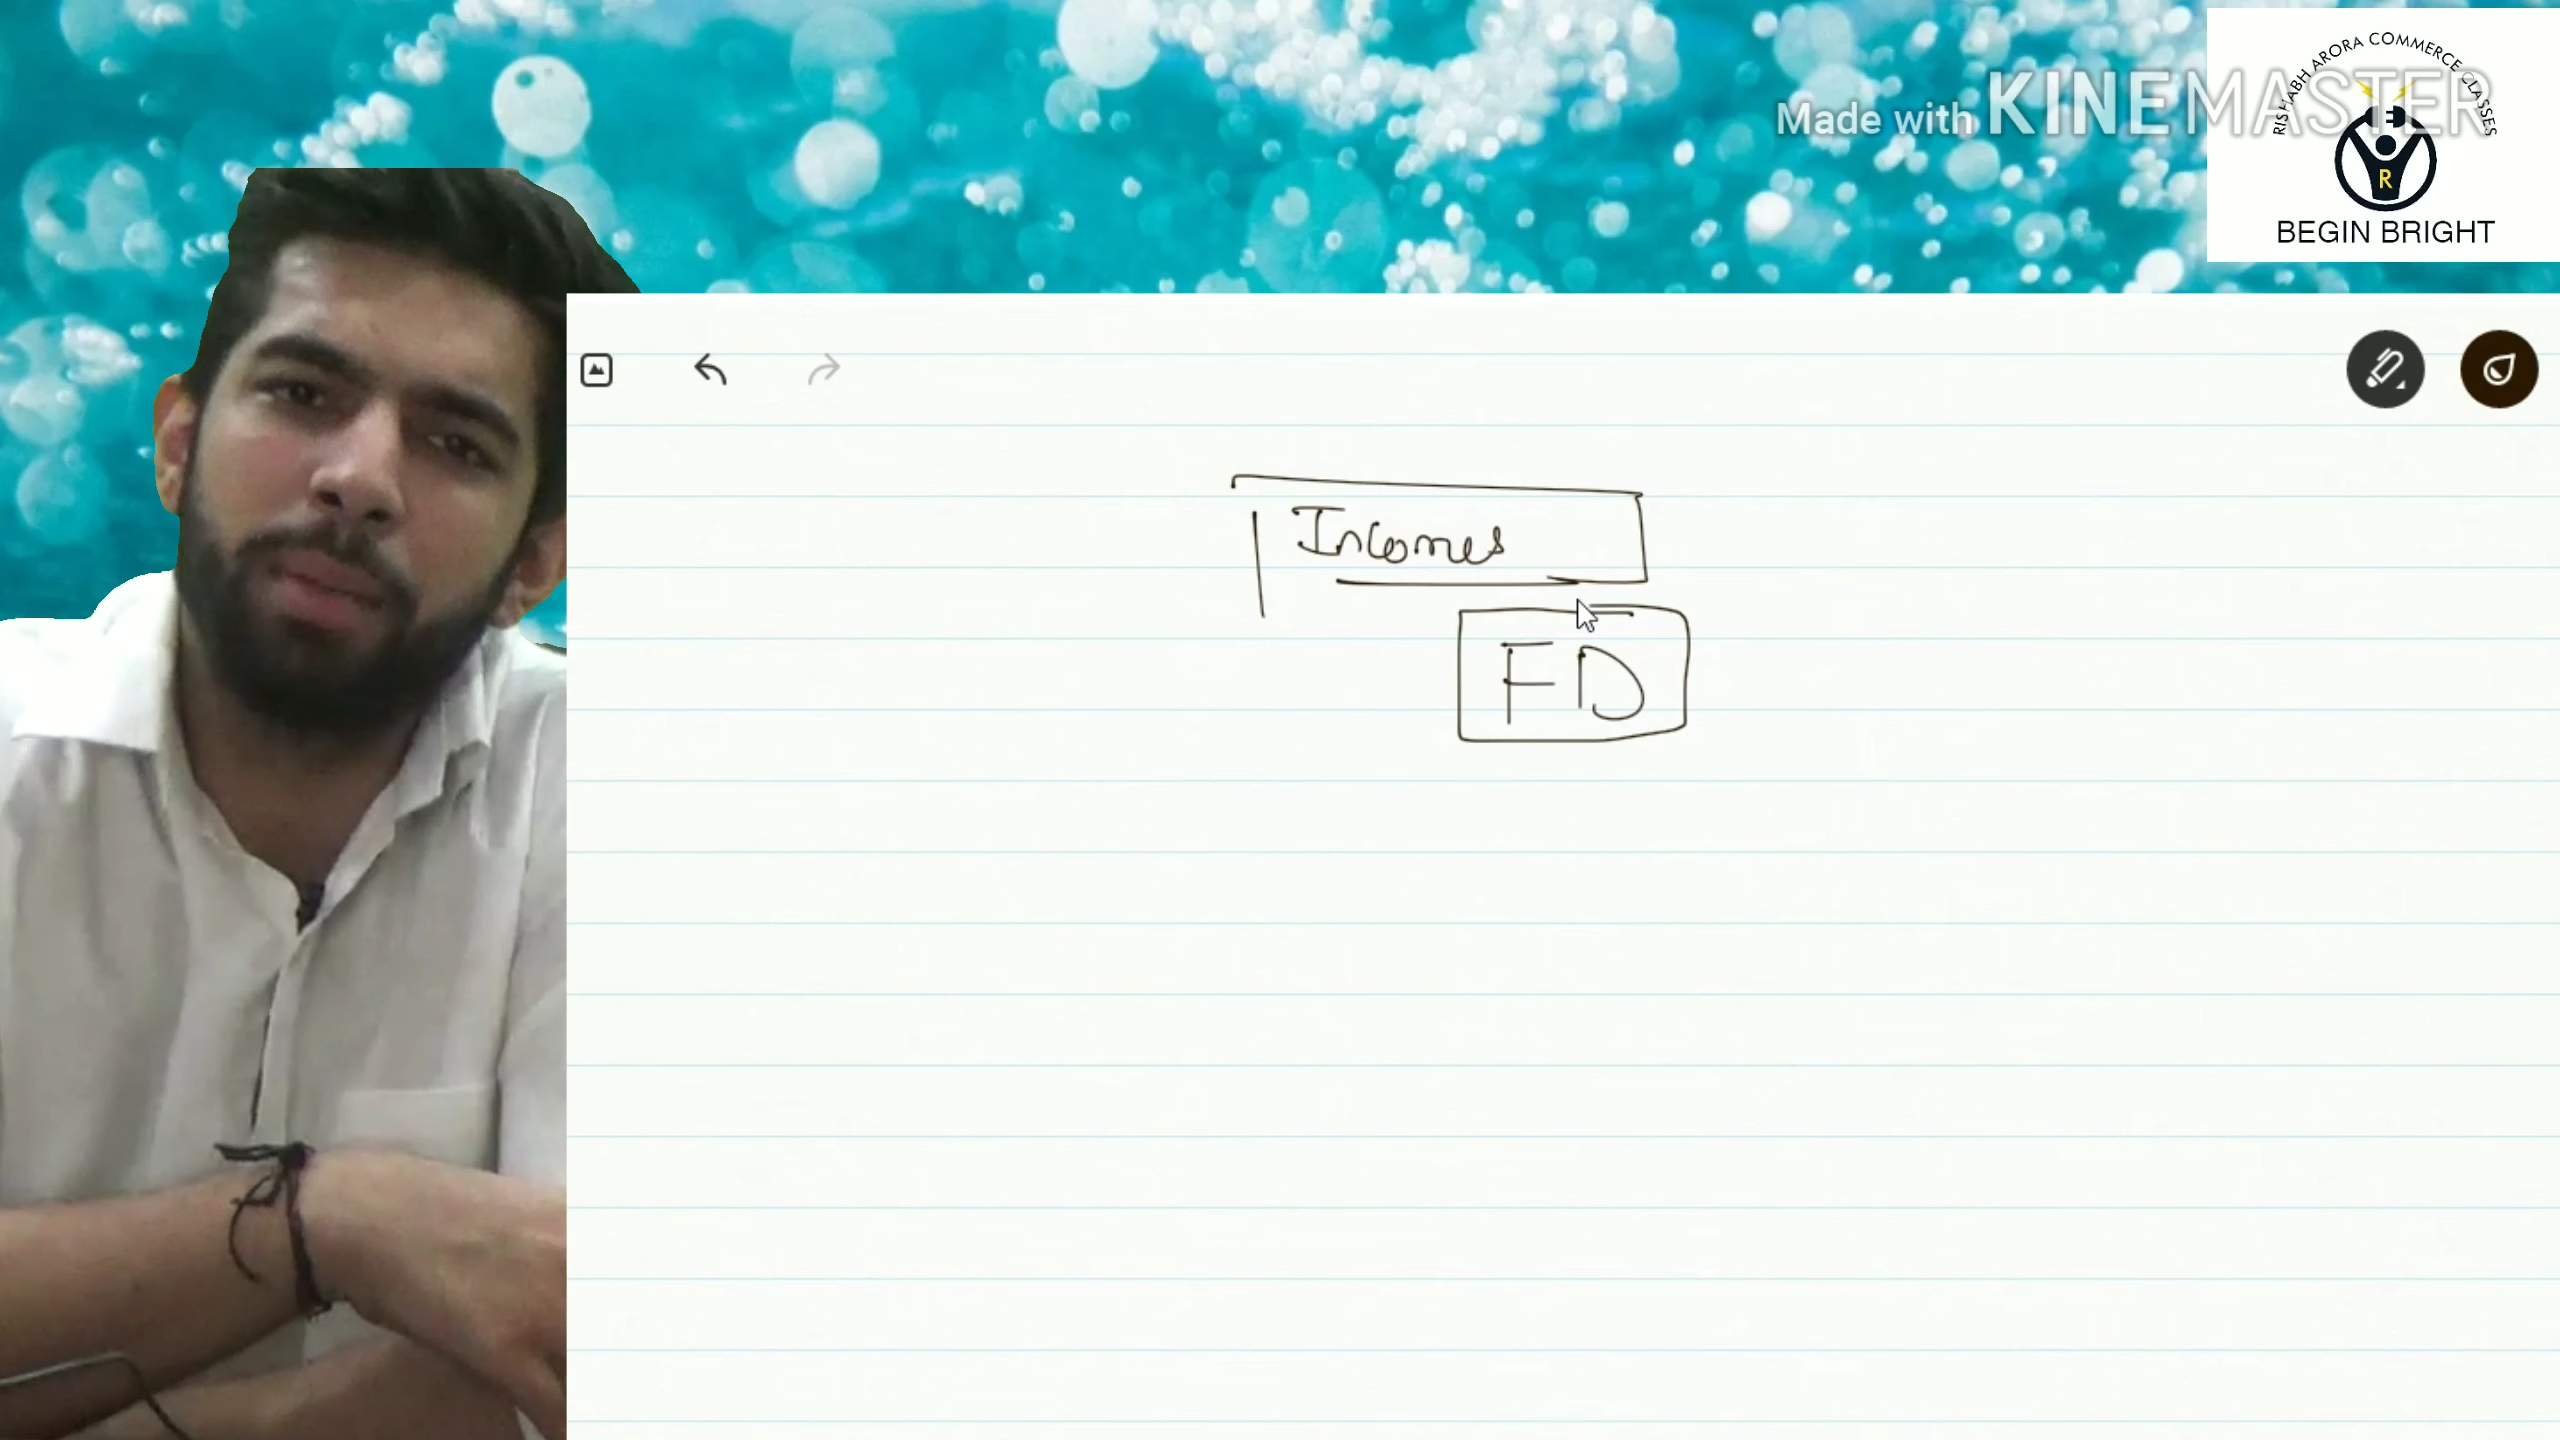 RISHABH ARORA COMMERCE CLASSES
Made with KINEMASTER
R
BEGIN BRIGHT
Incomes
FD